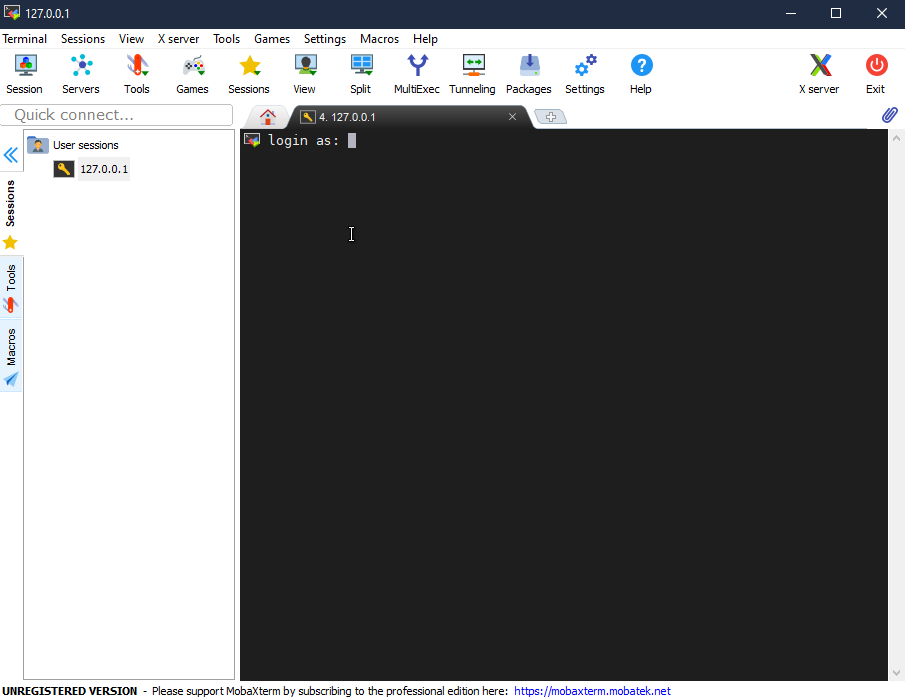 127.0.0.1
Terminal Sessions View X server Tools Games Settings Macros Help
Session Servers Tools Games Sessions View Split MultiExec Tunneling Packages Settings Help X server Exit
Quick connect...
4. 127.0.0.1
User sessions
127.0.0.1
Sessions
Tools
Macros
login as:
UNREGISTERED VERSION - Please support MobaXterm by subscribing to the professional edition here: https://mobaxterm.mobatek.net